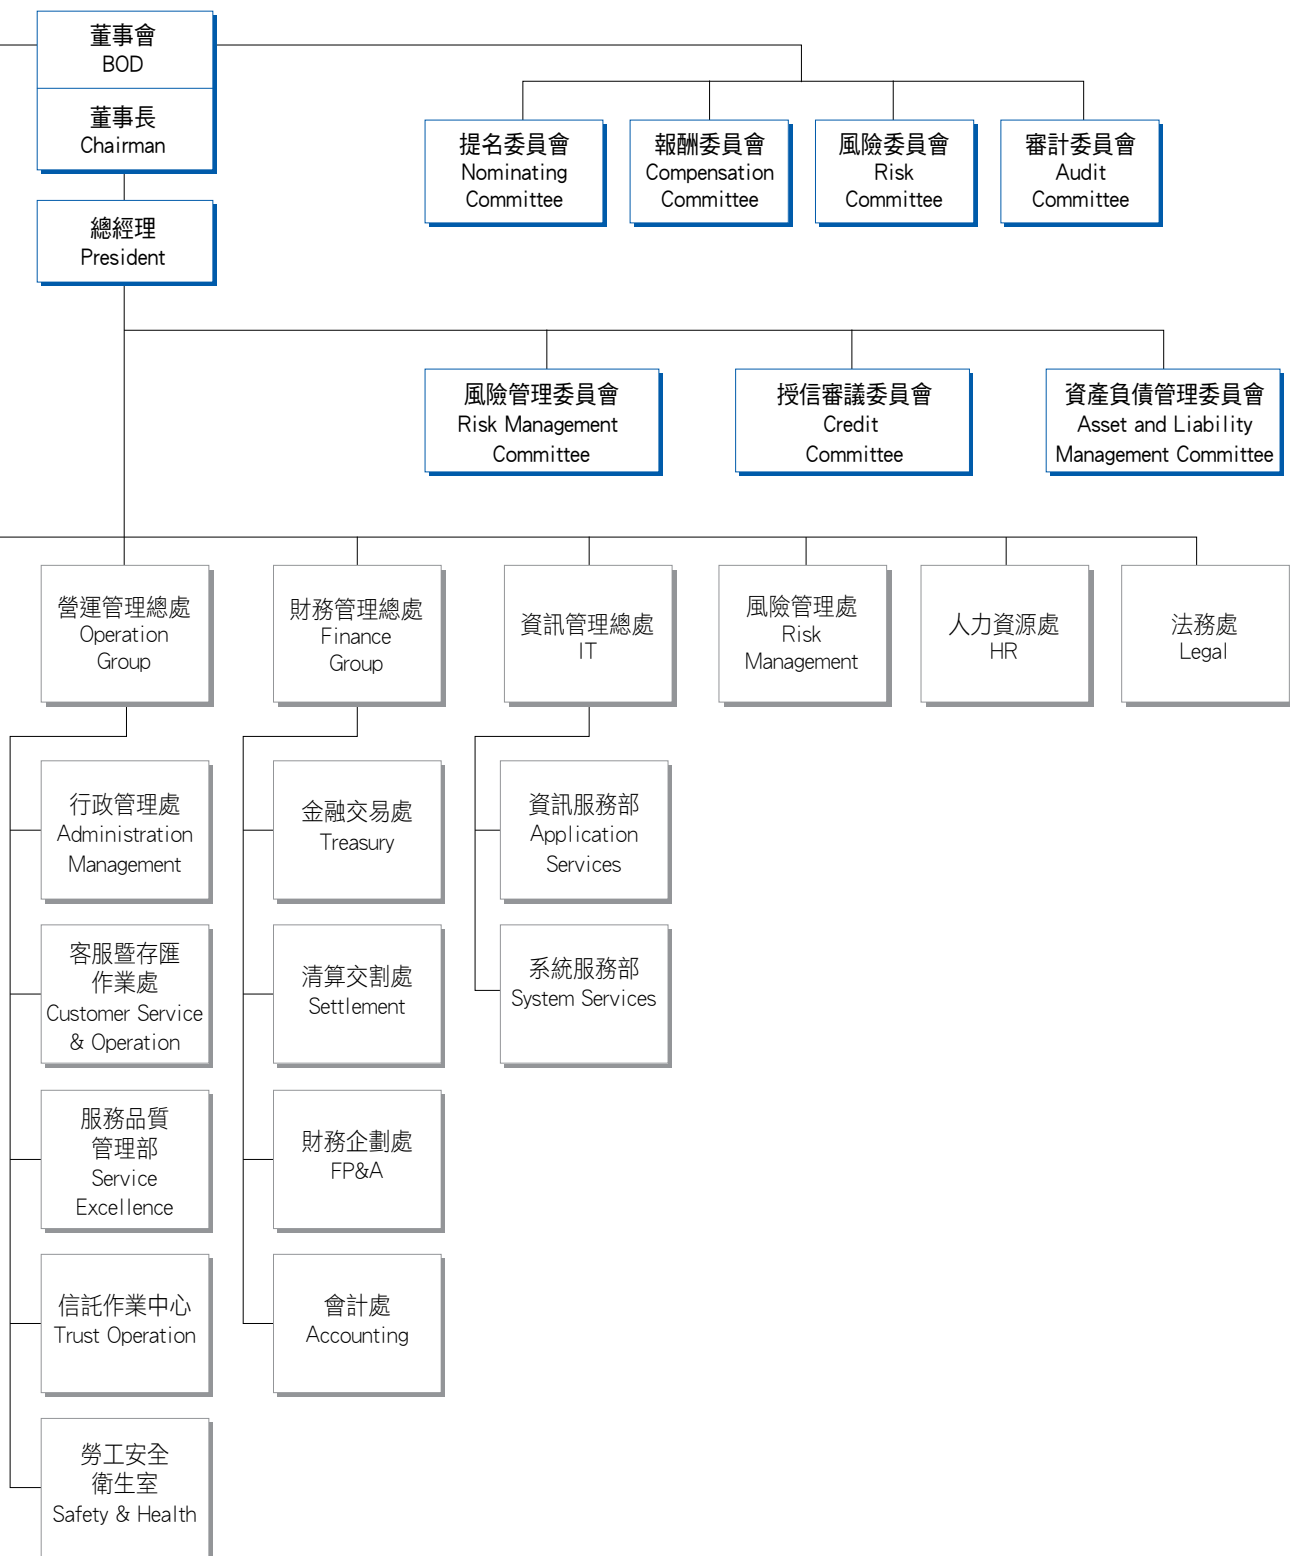 董事會
BOD
董事長
Chairman
總經理
President
提名委員會
Nominating
Committee
報酬委員會
Compensation
Committee
風險委員會
Risk
Committee
審計委員會
Audit
Committee
風險管理委員會
Risk Management
Committee
授信審議委員會
Credit
Committee
資產負債管理委員會
Asset and Liability
Management Committee
營運管理總處
Operation
Group
財務管理總處
Finance
Group
資訊管理總處
IT
風險管理處
Risk
Management
人力資源處
HR
法務處
Legal
行政管理處
Administration
Management
客服暨存匯
作業處
Customer Service
& Operation
服務品質
管理部
Service
Excellence
信託作業中心
Trust Operation
勞工安全
衛生室
Safety & Health
金融交易處
Treasury
清算交割處
Settlement
財務企劃處
FP&A
會計處
Accounting
資訊服務部
Application
Services
系統服務部
System Services